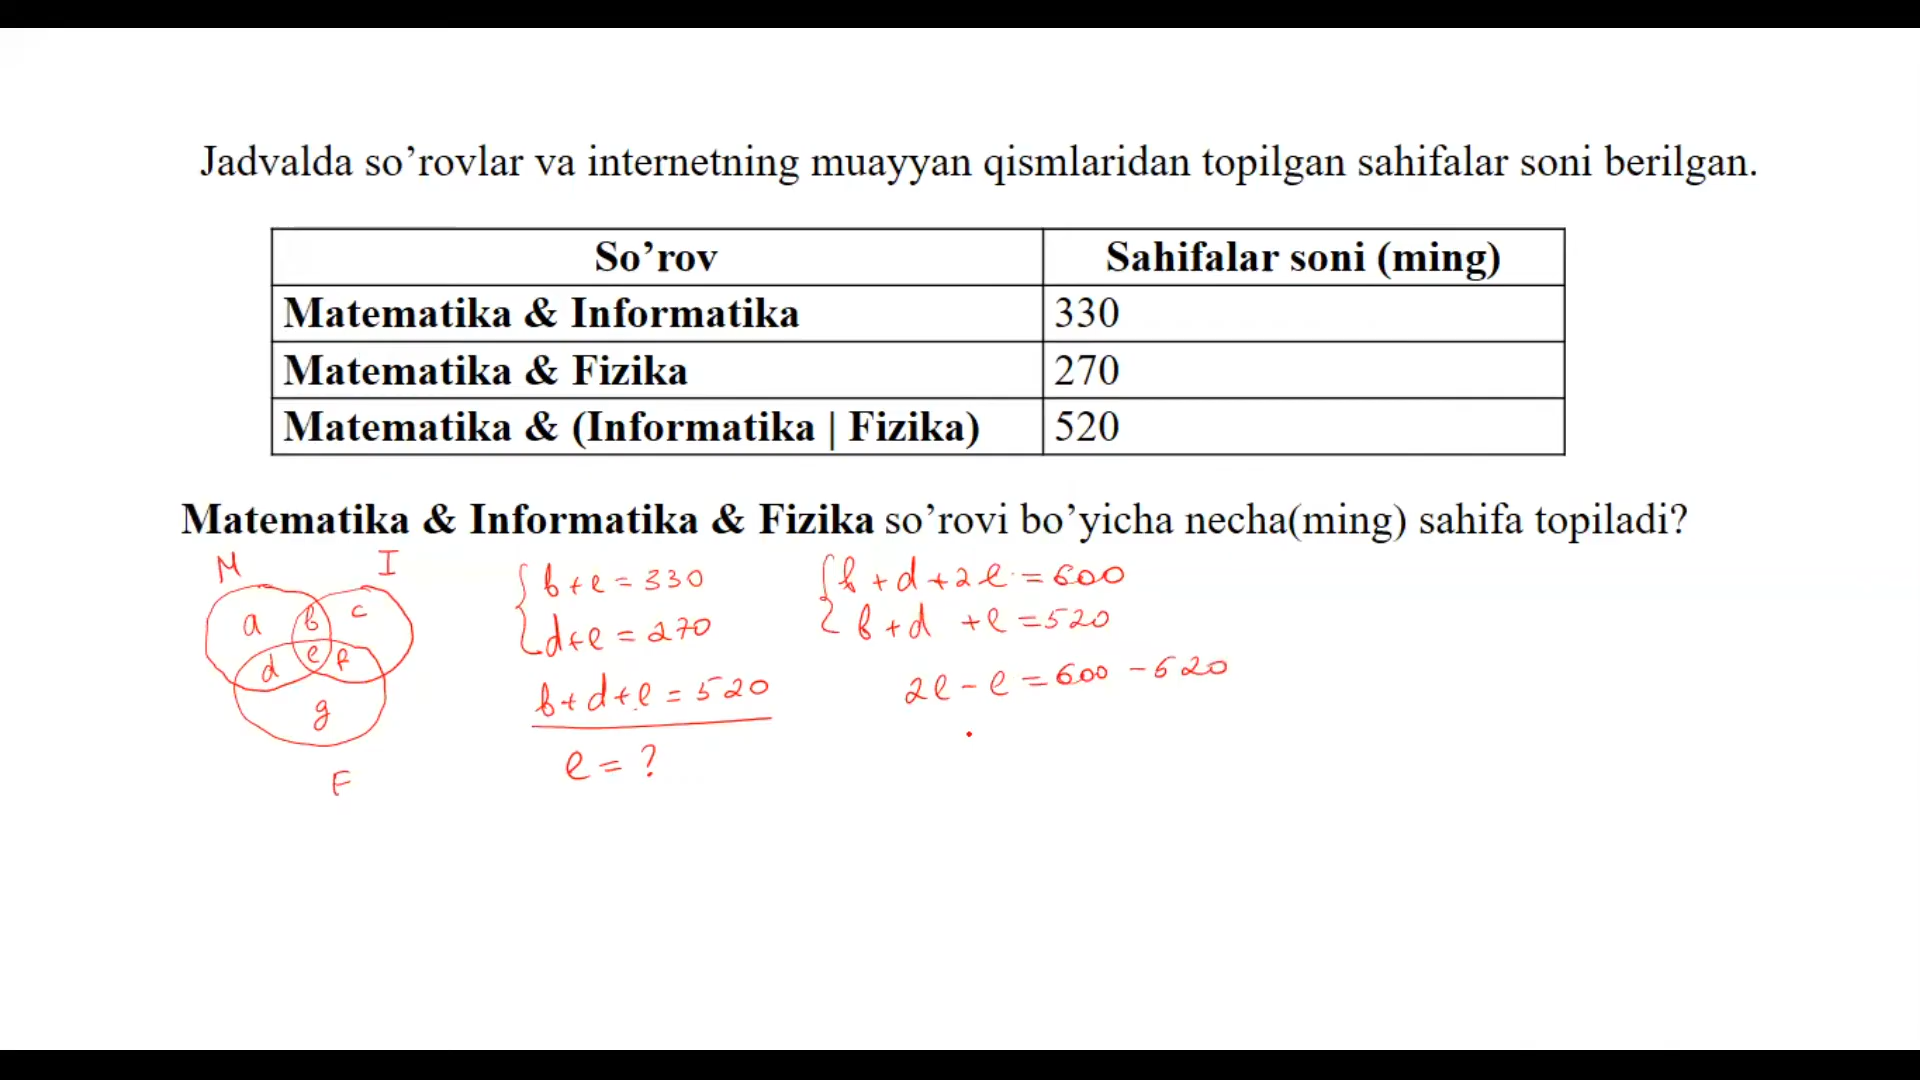 Jadvalda so’rovlar va internetning muayyan qismlaridan topilgan sahifalar soni berilgan.
So’rov Sahifalar soni (ming)
Matematika & Informatika 330
Matematika & Fizika 270
Matematika & (Informatika | Fizika) 520
Matematika & Informatika & Fizika so’rovi bo’yicha necha(ming) sahifa topiladi?
M I
a b c
d e f
g
F
b+e=330
d+e=270
b+d+e=520
e=?
b+d+2e=600
b+d+e=520
2e-e=600-520